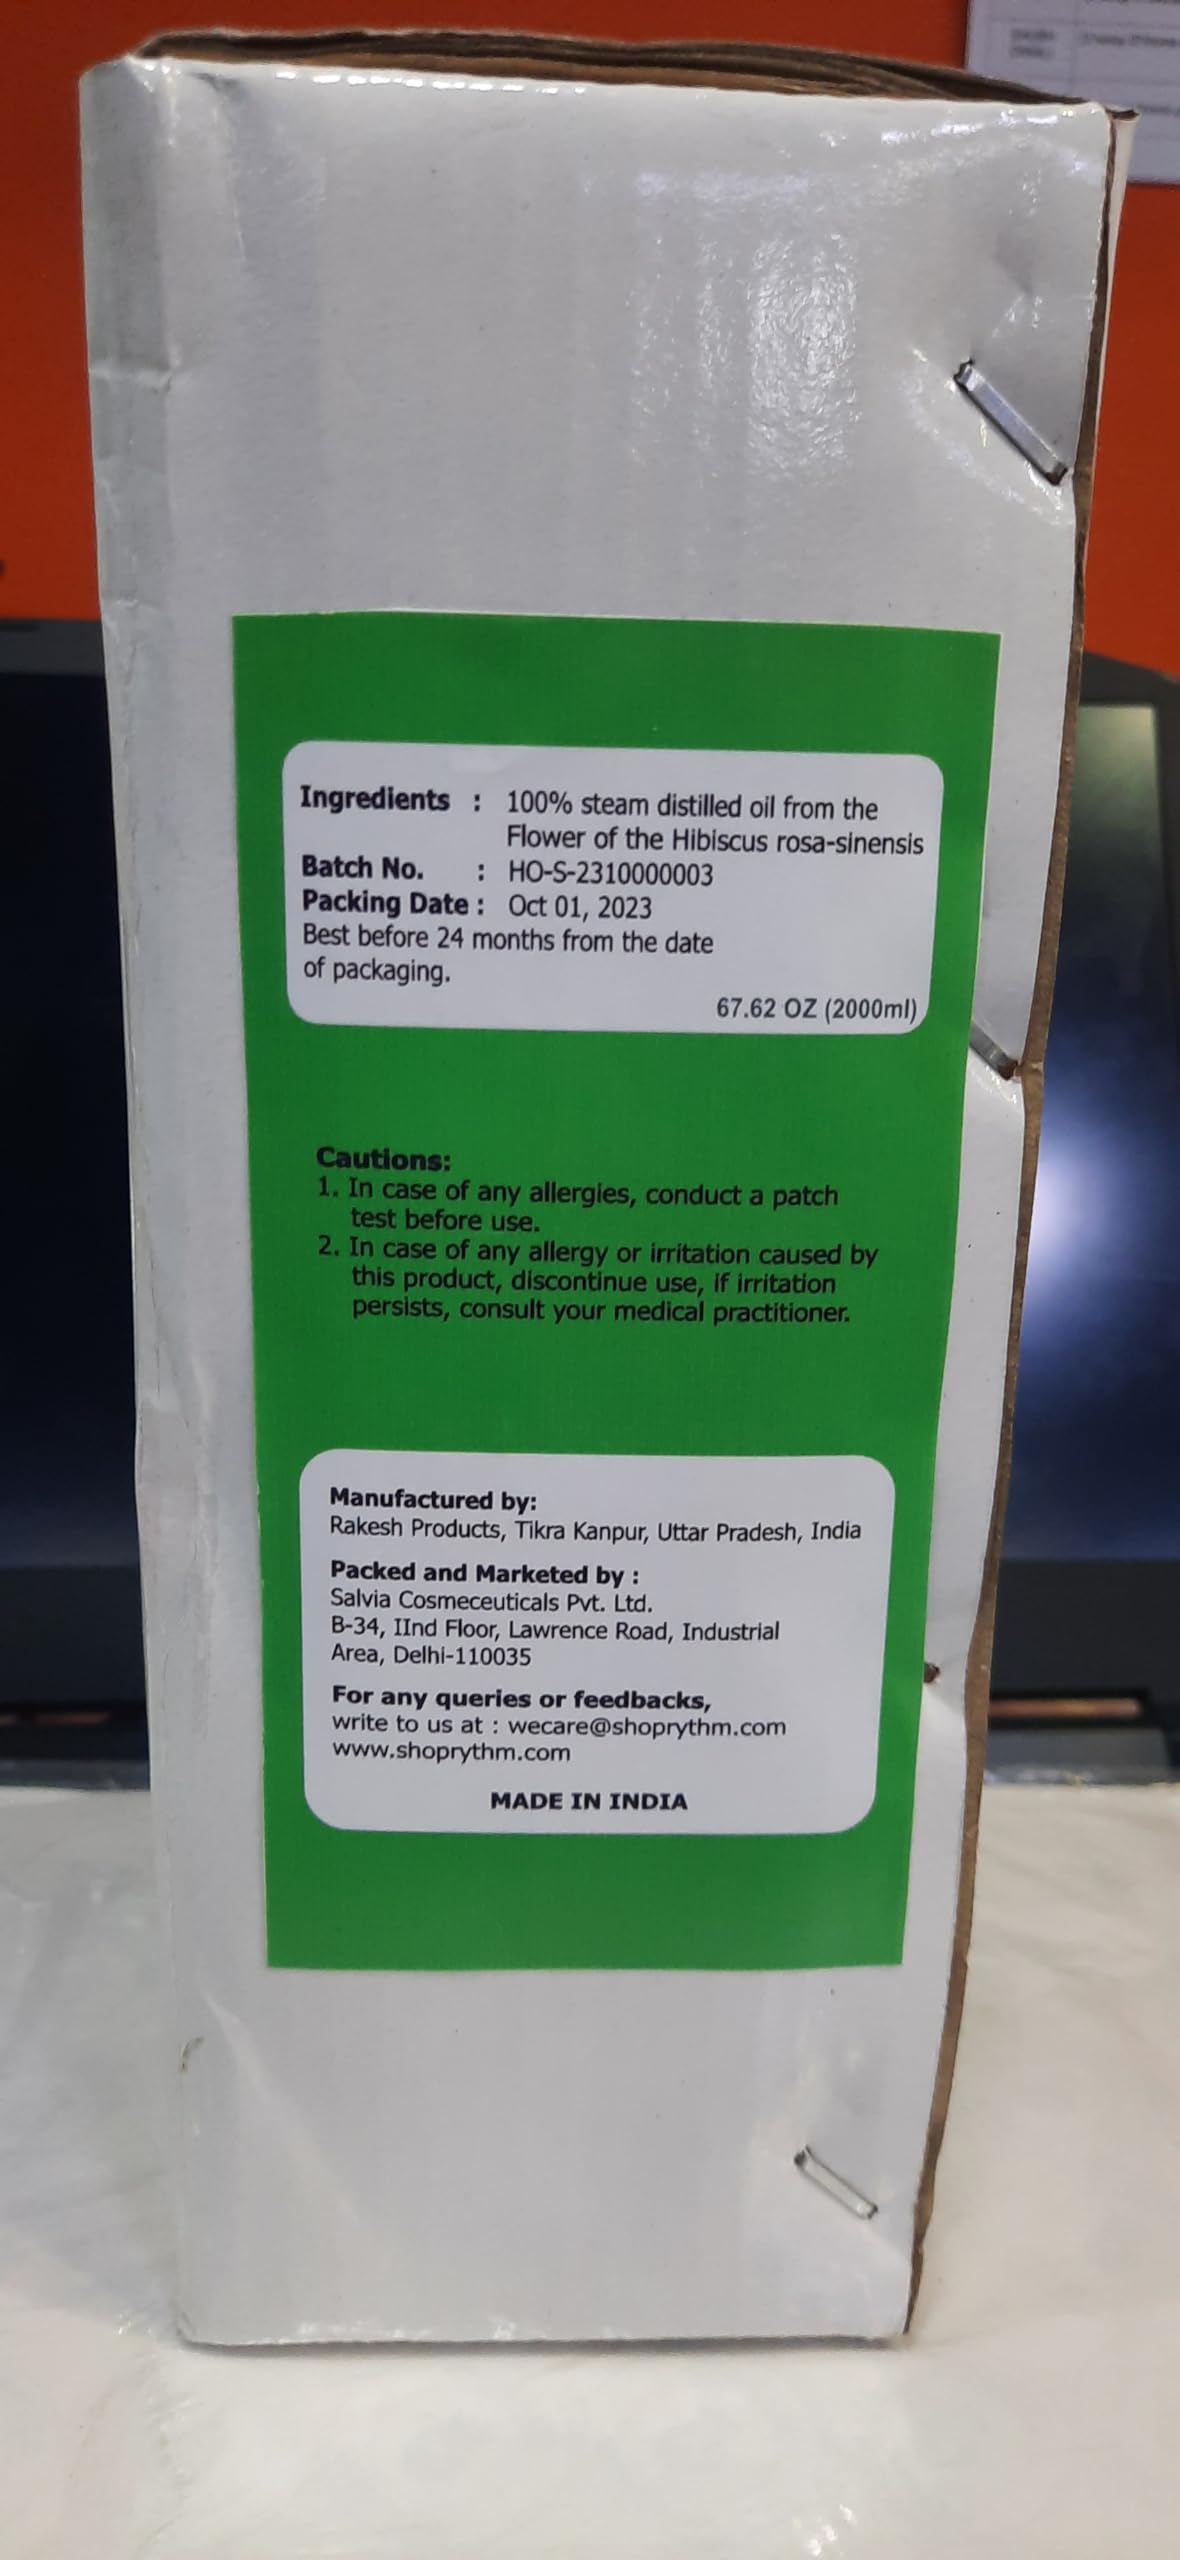 Ingredients : 100% steam distilled oil from the
Flower of the Hibiscus rosa-sinensis
Batch No. : HO-S-2310000003
Packing Date : Oct 01, 2023
Best before 24 months from the date
of packaging.
67.62 OZ (2000ml)
Cautions:
1. In case of any allergies, conduct a patch
test before use.
2. In case of any allergy or irritation caused by
this product, discontinue use, if irritation
persists, consult your medical practitioner.
Manufactured by:
Rakesh Products, Tikra Kanpur, Uttar Pradesh, India
Packed and Marketed by :
Salvia Cosmeceuticals Pvt. Ltd.
B-34, IInd Floor, Lawrence Road, Industrial
Area, Delhi-110035
For any queries or feedbacks,
write to us at : wecare@shoprythm.com
www.shoprythm.com
MADE IN INDIA